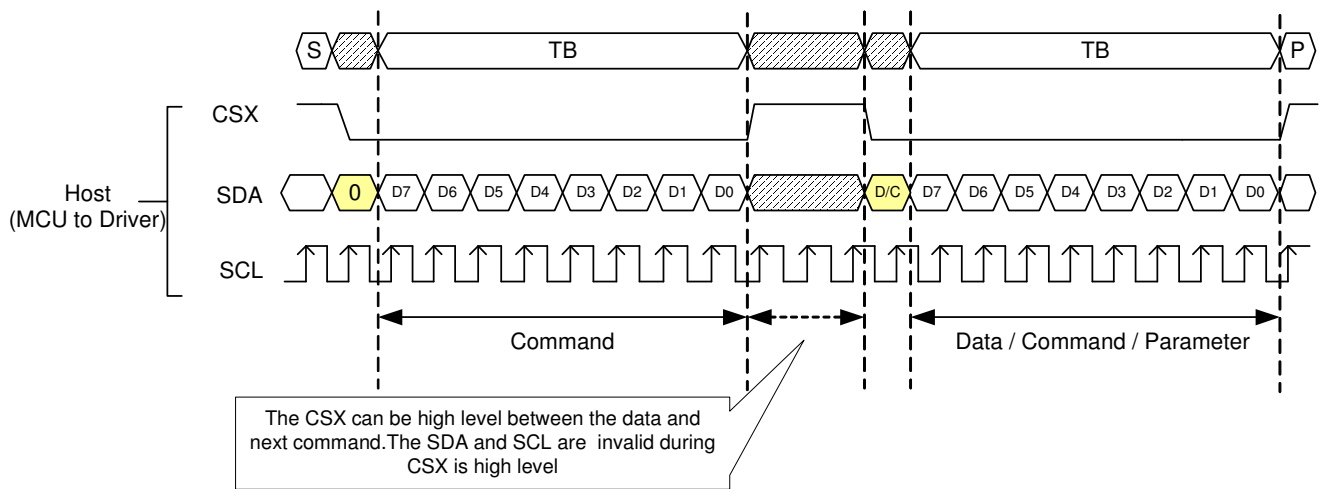 S TB TB P
CSX
Host
(MCU to Driver)
SDA 0 D7 D6 D5 D4 D3 D2 D1 D0 D/C D7 D6 D5 D4 D3 D2 D1 D0
SCL
Command Data / Command / Parameter
The CSX can be high level between the data and
next command.The SDA and SCL are invalid during
CSX is high level